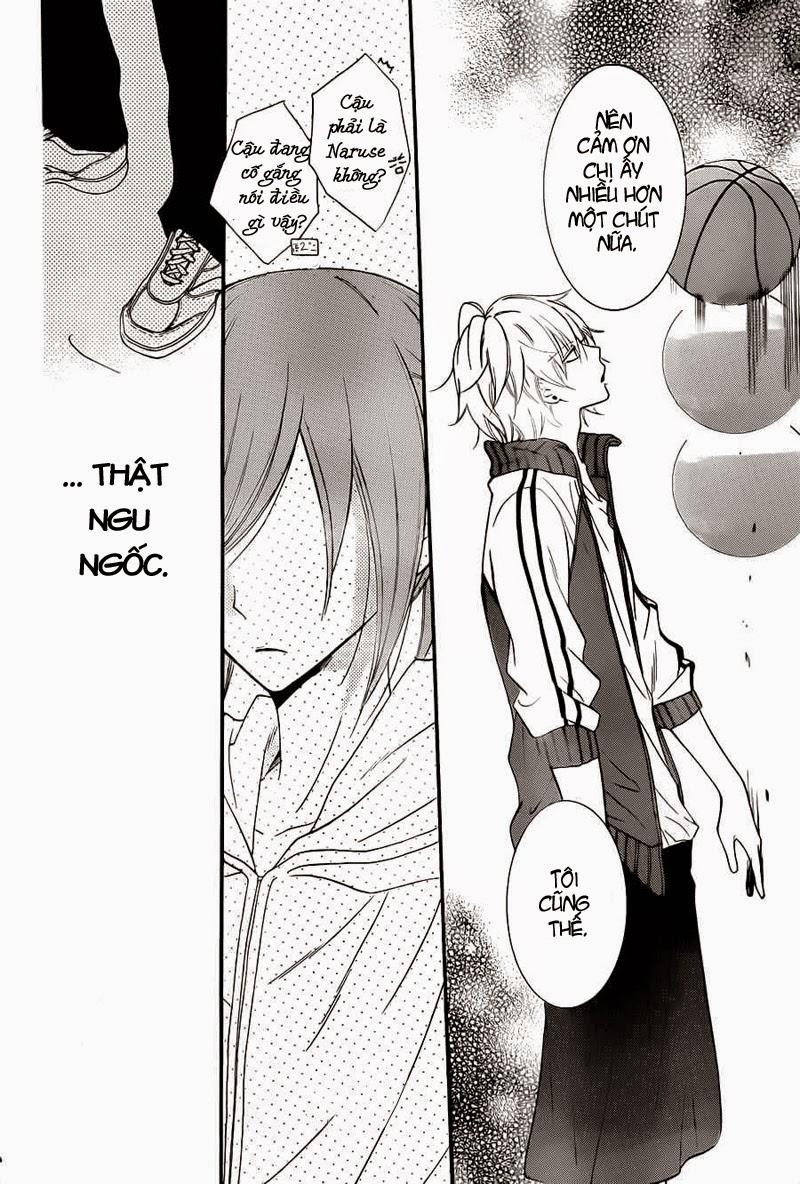 NÊN
CẢM ƠN
CHỊ ẤY
NHIỀU HƠN
MỘT CHÚT
NỮA.
TÔI
CŨNG
THẾ.
Cậu
phải là
Naruse
không?
Cậu đang
cố gắng
nói điều
gì vậy?
... THẬT
NGU
NGỐC.